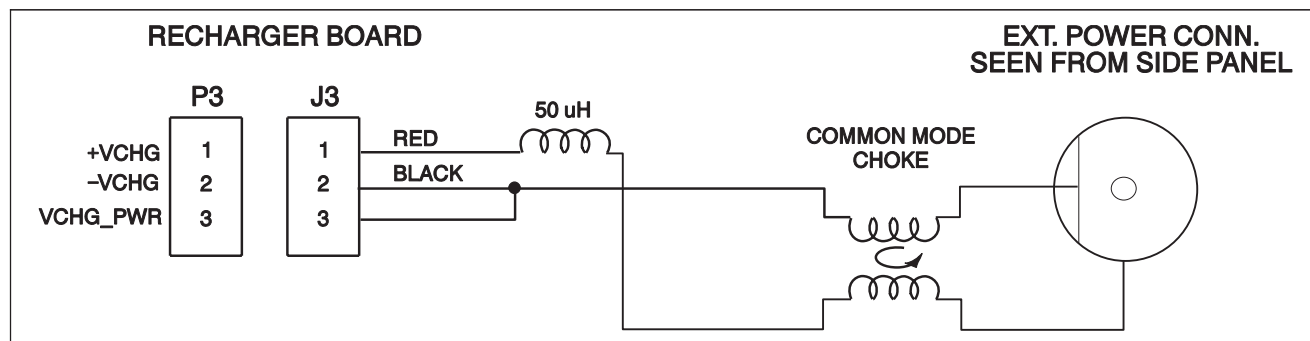 RECHARGER BOARD
EXT. POWER CONN.
SEEN FROM SIDE PANEL
P3
J3
50 uH
COMMON MODE
CHOKE
+VCHG
1
1
RED
–VCHG
2
2
BLACK
VCHG_PWR
3
3